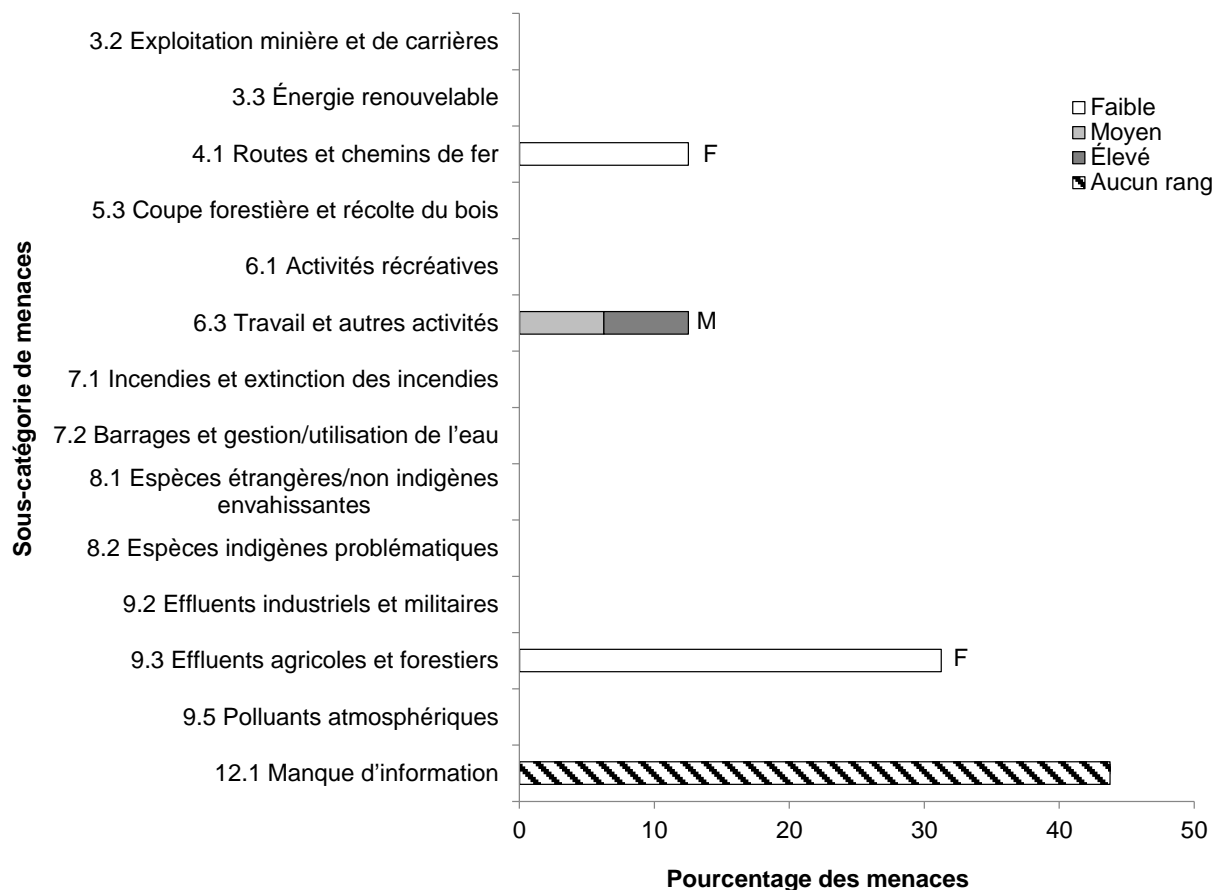 3.2 Exploitation minière et de carrières
3.3 Énergie renouvelable
4.1 Routes et chemins de fer
5.3 Coupe forestière et récolte du bois
6.1 Activités récréatives
6.3 Travail et autres activités
7.1 Incendies et extinction des incendies
7.2 Barrages et gestion/utilisation de l’eau
8.1 Espèces étrangères/non indigènes
envahissantes
8.2 Espèces indigènes problématiques
9.2 Effluents industriels et militaires
9.3 Effluents agricoles et forestiers
9.5 Polluants atmosphériques
12.1 Manque d’information
Sous-catégorie de menaces
F
M
F
Faible
Moyen
Élevé
Aucun rang
0 10 20 30 40 50
Pourcentage des menaces